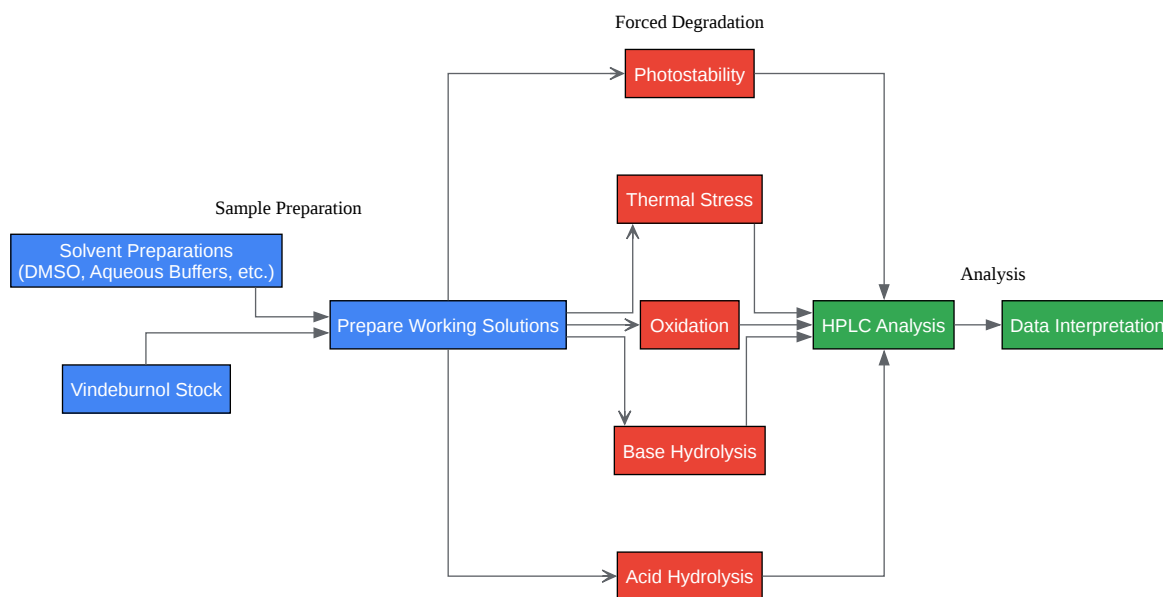 Forced Degradation
Photostability
Thermal Stress
Sample Preparation
Solvent Preparations
(DMSO, Aqueous Buffers, etc.)
Analysis
Prepare Working Solutions
Oxidation
HPLC Analysis
Data Interpretation
Vindeburnol Stock
Base Hydrolysis
Acid Hydrolysis